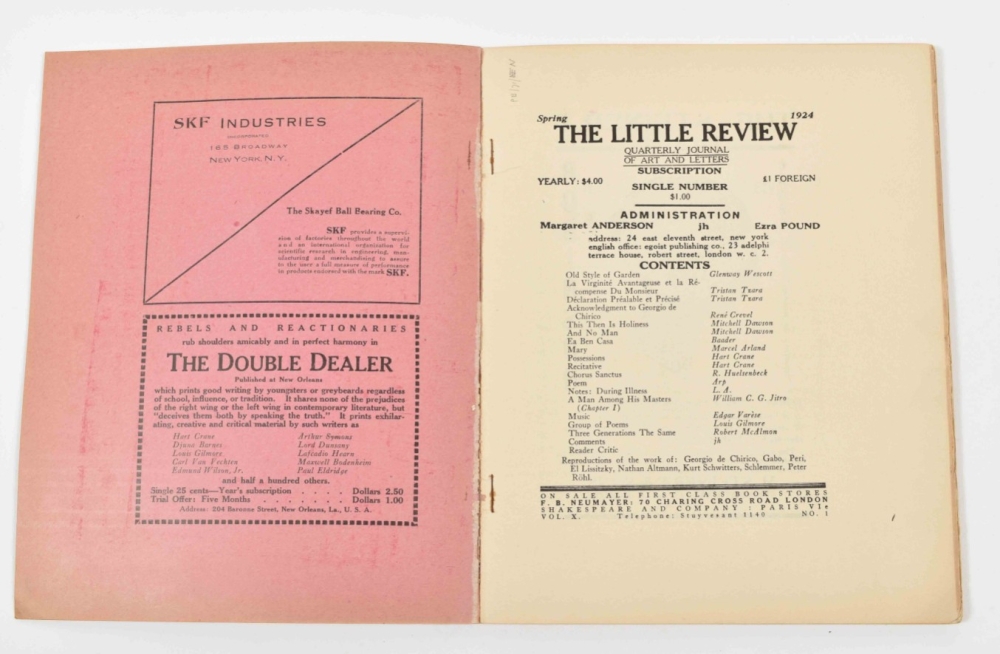 SKF INDUSTRIES
INCORPORATED
165 BROADWAY
NEW YORK, N.Y.
The Skayef Ball Bearing Co.
SKF provides a supervi-
sion of factories throughout the world
and an international organization for
scientific research in engineering, manu-
facturing and merchandising to assure
to the user a full measure of performance
in products endorsed with the mark SKF.
REBELS AND REACTIONARIES
rub shoulders amicably and in perfect harmony in
THE DOUBLE DEALER
Published at New Orleans
which prints good writing by youngsters or greybeards regardless
of school, influence, or tradition. It shares none of the prejudices
of the right wing or the left wing in contemporary literature, but
"deceives them both by speaking the truth." It prints exhilar-
ating, creative and critical material by such writers as
Hart Crane Arthur Symons
Djuna Barnes Lord Dunsany
Louis Gilmore Lafcadio Hearn
Carl Van Vechten Maxwell Bodenheim
Edmund Wilson, Jr. Paul Eldridge
and half a hundred others.
Single 25 cents—Year's subscription . . . . Dollars 2.50
Trial Offer: Five Months . . . . . . Dollars 1.00
Address: 204 Baronne Street, New Orleans, La., U. S. A.
Spring 1924
THE LITTLE REVIEW
QUARTERLY JOURNAL
OF ART AND LETTERS
SUBSCRIPTION
YEARLY: $4.00 £1 FOREIGN
SINGLE NUMBER
$1.00
ADMINISTRATION
Margaret ANDERSON jh Ezra POUND
address: 24 east eleventh street, new york
english office: egoist publishing co., 23 adelphi
terrace house, robert street, london w. c. 2.
CONTENTS
Old Style of Garden Glenway Wescott
La Virginité Avantageuse et la Ré-
compense Du Monsieur Tristan Tzara
Déclaration Préalable et Précisé Tristan Tzara
Acknowledgment to Georgio de
Chirico René Crevel
This Then Is Holiness Mitchell Dawson
And No Man Mitchell Dawson
Ea Ben Casa Baader
Mary Marcel Arland
Possessions Hart Crane
Recitative Hart Crane
Chorus Sanctus R. Huelsenbeck
Poem Arp
Notes: During Illness L. A.
A Man Among His Masters William C. G. Jitro
(Chapter I)
Music Edgar Varèse
Group of Poems Louis Gilmore
Three Generations The Same Robert McAlman
Comments jh
Reader Critic
Reproductions of the work of: Georgio de Chirico, Gabo, Peri,
El Lissitzky, Nathan Altmann, Kurt Schwitters, Schlemmer, Peter
Röhl.
ON SALE ALL FIRST CLASS BOOK STORES
F. B. NEUMAYER: 70 CHARING CROSS ROAD LONDON
SHAKESPEARE AND COMPANY : PARIS VIe
VOL. X. Telephone: Stuyvesant 1140 NO. 1